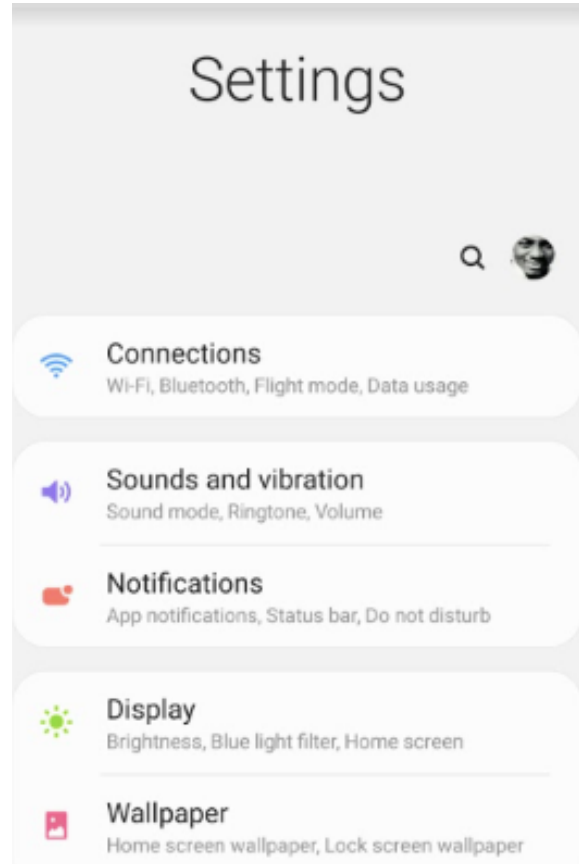 Settings
Connections
Wi-Fi, Bluetooth, Flight mode, Data usage
Sounds and vibration
Sound mode, Ringtone, Volume
Notifications
App notifications, Status bar, Do not disturb
Display
Brightness, Blue light filter, Home screen
Wallpaper
Home screen wallpaper, Lock screen wallpaper